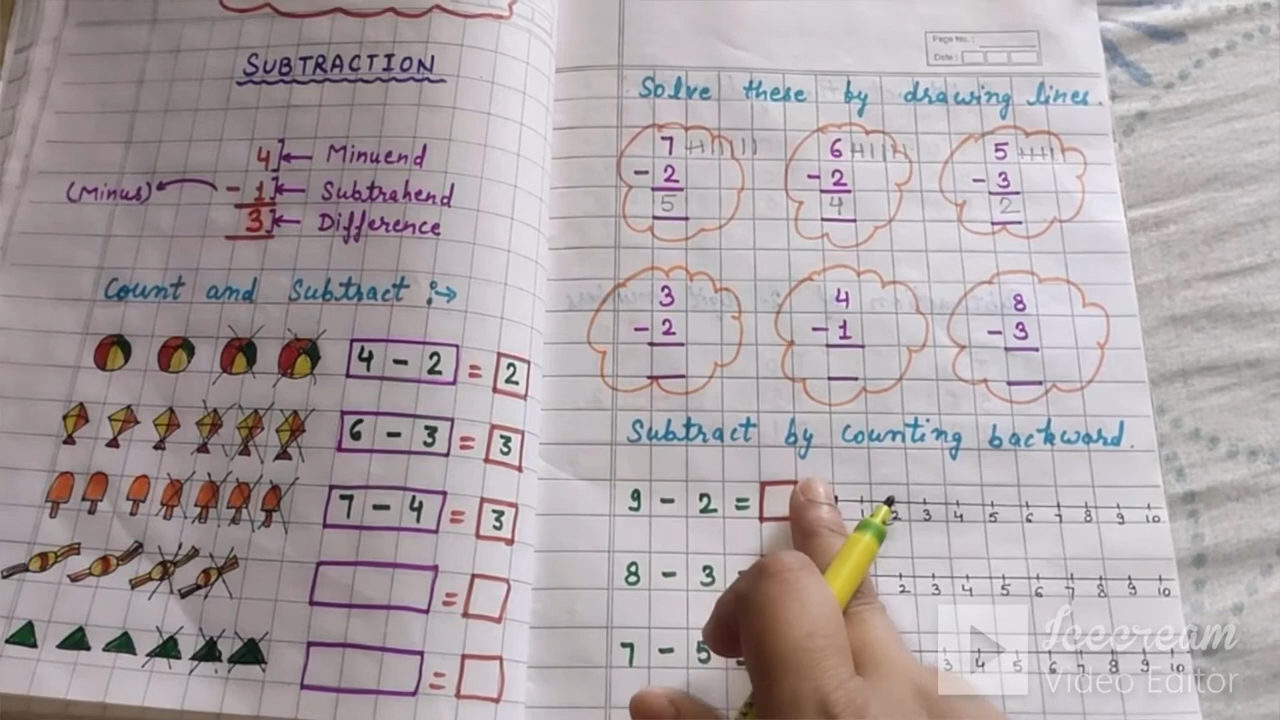 SUBTRACTION
4 ← Minuend
(Minus) ← - 1 ← Subtrahend
3 ← Difference
Count and Subtract :→
4 - 2 = 2
6 - 3 = 3
7 - 4 = 3
=
=
Page No. :
Date :
Solve these by drawing lines.
7 6 5
- 2 - 2 - 3
5 4 2
3 4 8
- 2 - 1 - 3
Subtract by counting backward.
9 - 2 = 1 2 3 4 5 6 7 8 9 10
8 - 3 2 3 4 5 6 7 8 9 10
7 - 5 3 4 5 6 7 8 9 10
Icecream
Video Editor